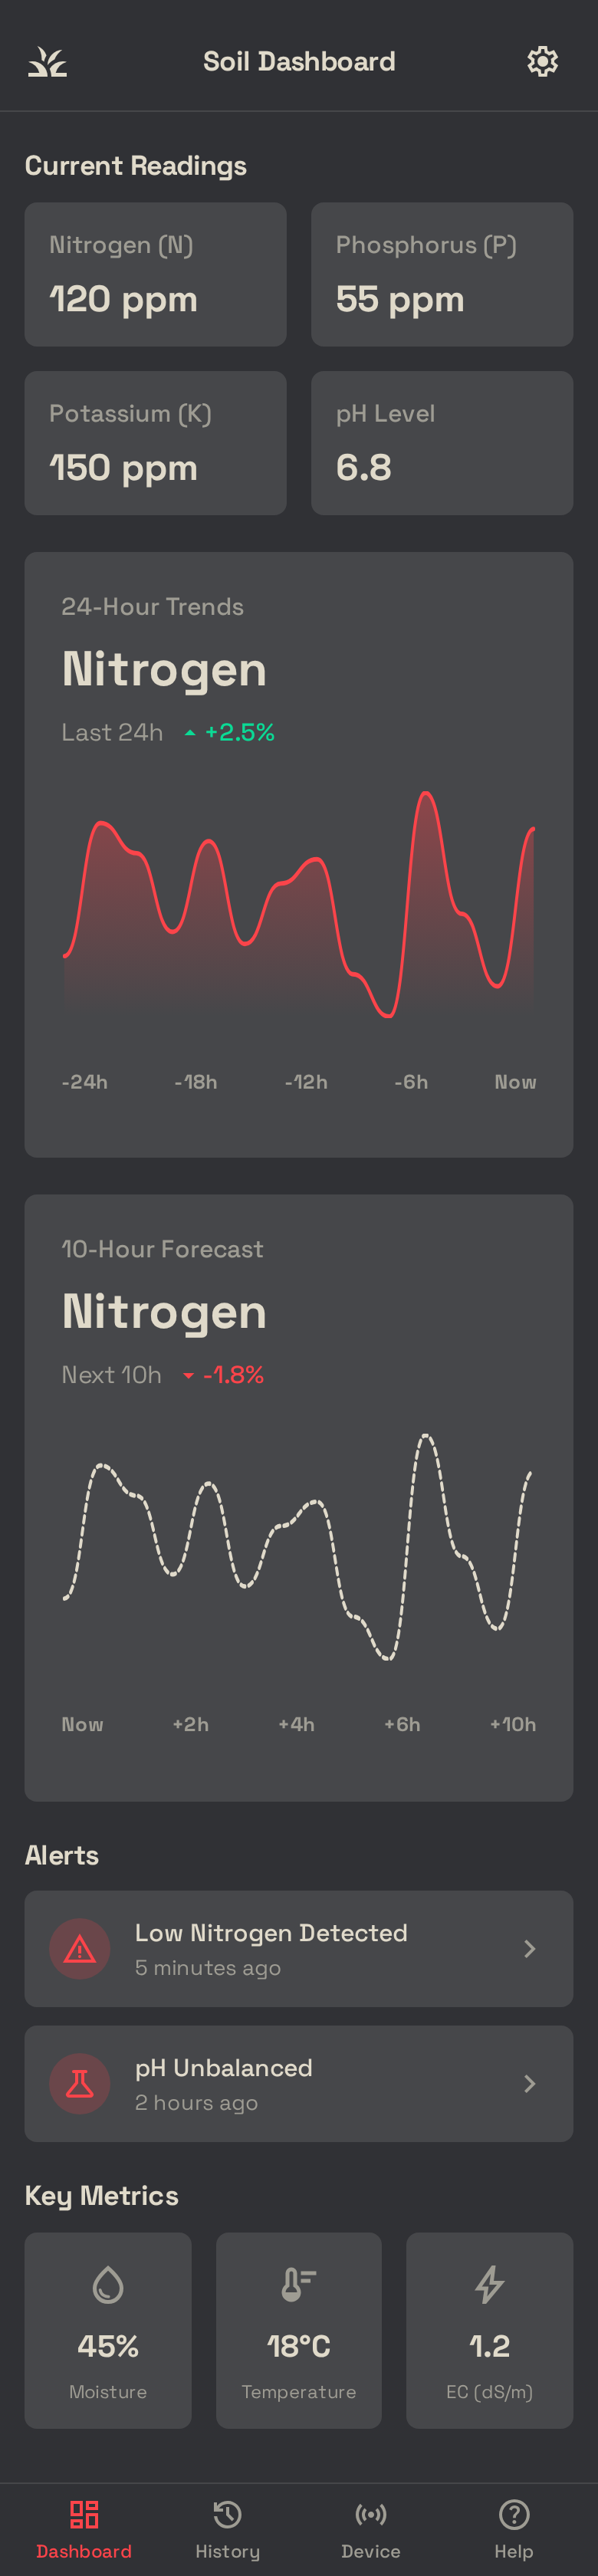 Soil Dashboard
Current Readings
Nitrogen (N)
120 ppm
Phosphorus (P)
55 ppm
Potassium (K)
150 ppm
pH Level
6.8
24-Hour Trends
Nitrogen
Last 24h +2.5%
-24h -18h -12h -6h Now
10-Hour Forecast
Nitrogen
Next 10h -1.8%
Now +2h +4h +6h +10h
Alerts
Low Nitrogen Detected
5 minutes ago
pH Unbalanced
2 hours ago
Key Metrics
45%
Moisture
18°C
Temperature
1.2
EC (dS/m)
Dashboard History Device Help